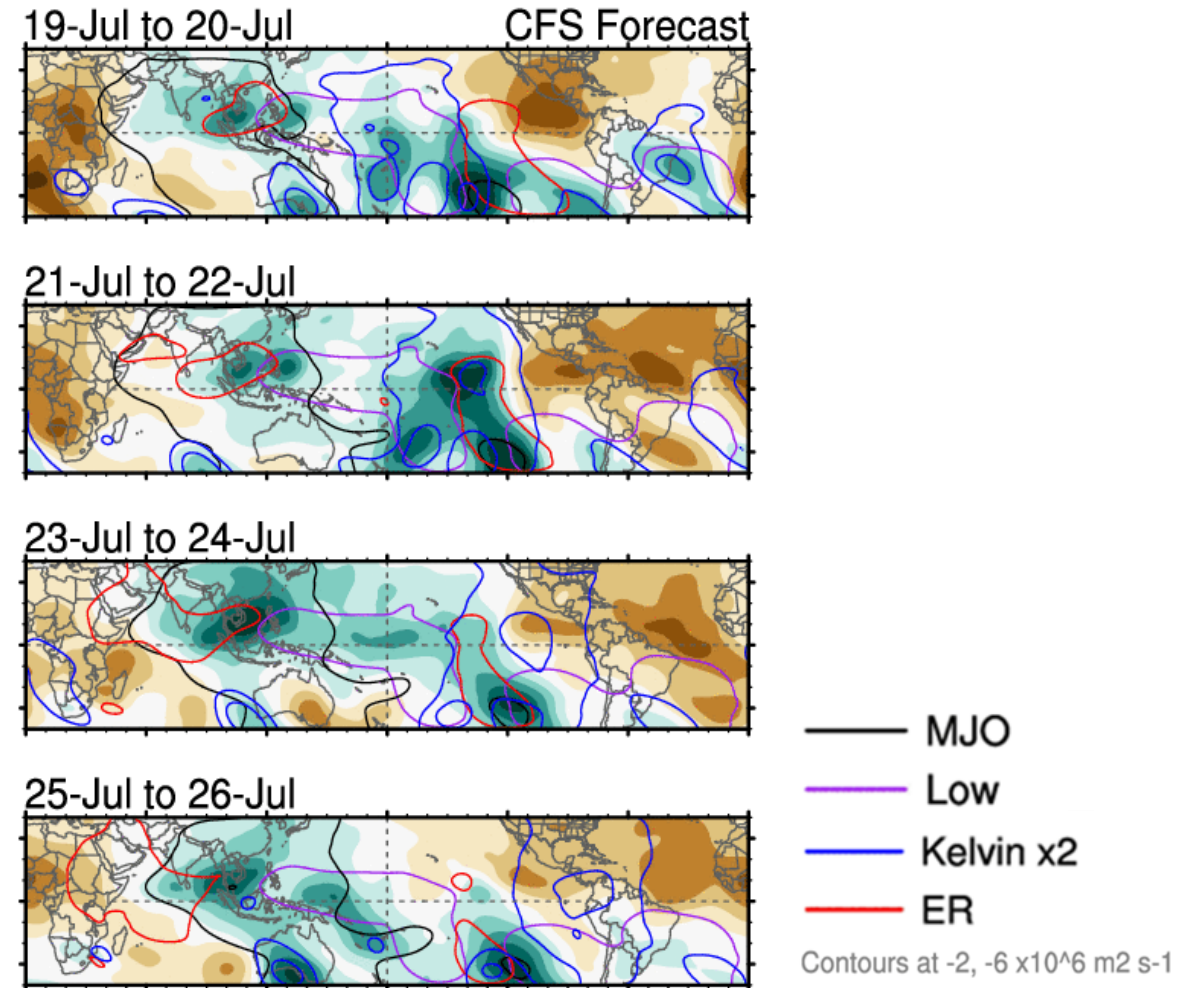 19-Jul to 20-Jul CFS Forecast
21-Jul to 22-Jul
23-Jul to 24-Jul
25-Jul to 26-Jul
MJO
Low
Kelvin x2
ER
Contours at -2, -6 x10^6 m2 s-1